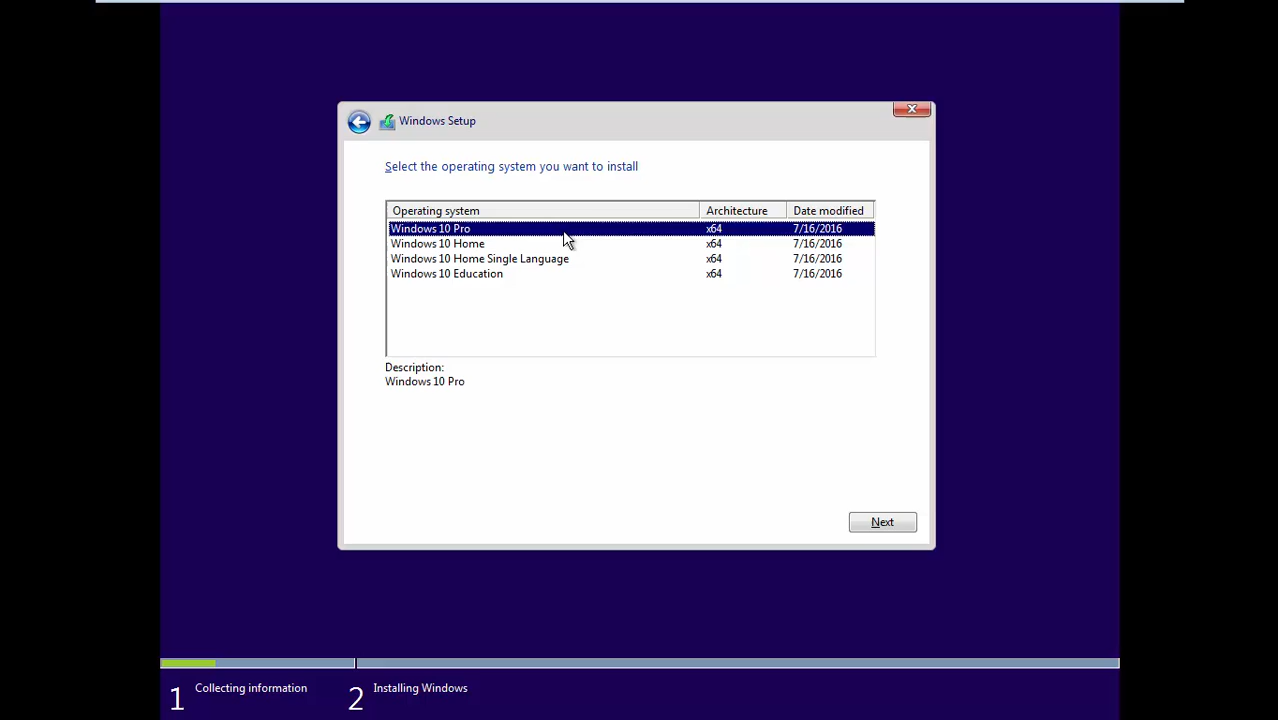 Windows Setup
Select the operating system you want to install
Operating system Architecture Date modified
Windows 10 Pro x64 7/16/2016
Windows 10 Home x64 7/16/2016
Windows 10 Home Single Language x64 7/16/2016
Windows 10 Education x64 7/16/2016
Description:
Windows 10 Pro
Next
1 Collecting information 2 Installing Windows